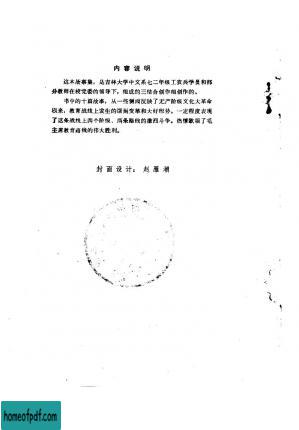 内容说明
这本故事集，是吉林大学中文系七二年级工农兵学员和部
分教师在校党委的领导下，组成的三结合创作组创作的。
书中的十篇故事，从一些侧面反映了无产阶级文化大革命
以来，教育战线上发生的深刻变革和大好形势，一定程度表现
了这条战线上两个阶级、两条路线的激烈斗争，热情歌颂了毛
主席教育路线的伟大胜利。
封面设计：赵雁潮
homeofpdf.com
homeofpdf.com